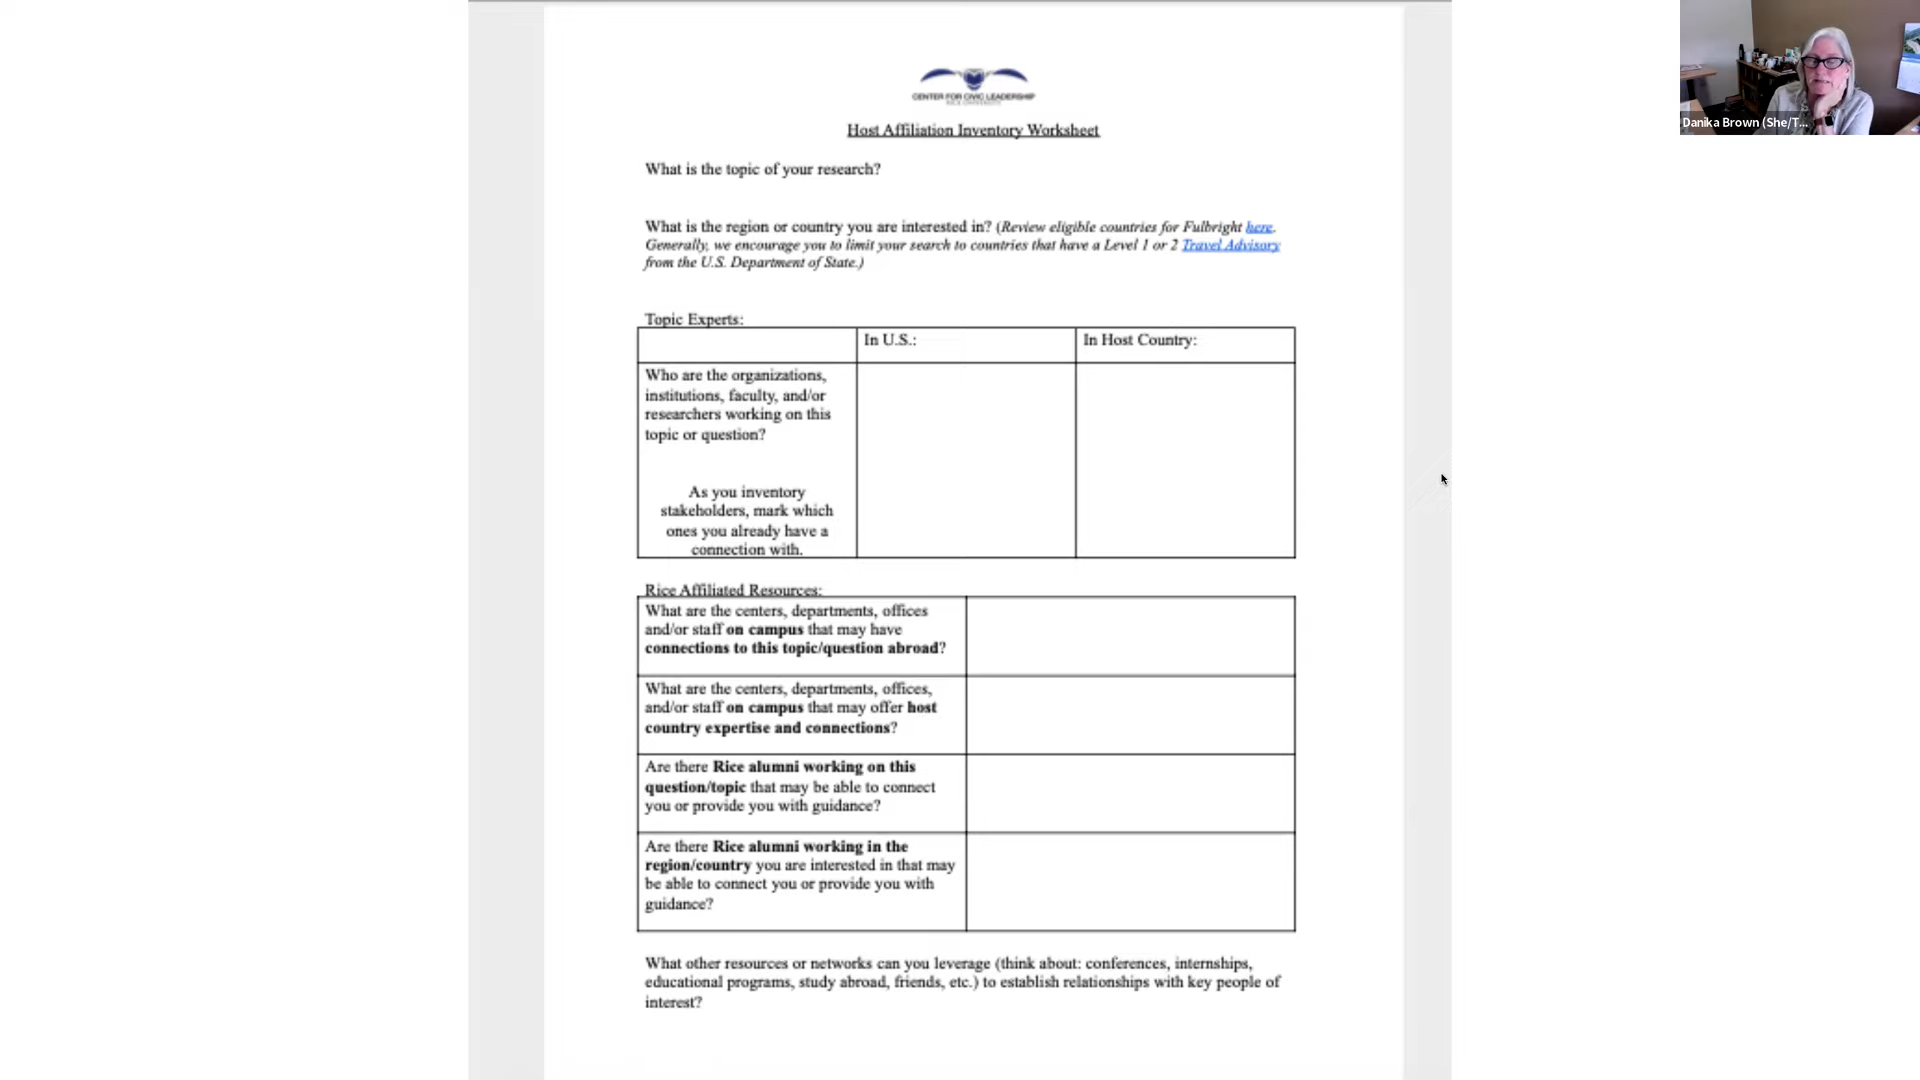 CENTER FOR CIVIC LEADERSHIP
RICE UNIVERSITY
Host Affiliation Inventory Worksheet
What is the topic of your research?
What is the region or country you are interested in? (Review eligible countries for Fulbright here.
Generally, we encourage you to limit your search to countries that have a Level 1 or 2 Travel Advisory
from the U.S. Department of State.)
Topic Experts:
In U.S.:
In Host Country:
Who are the organizations,
institutions, faculty, and/or
researchers working on this
topic or question?
As you inventory
stakeholders, mark which
ones you already have a
connection with.
Rice Affiliated Resources:
What are the centers, departments, offices
and/or staff on campus that may have
connections to this topic/question abroad?
What are the centers, departments, offices,
and/or staff on campus that may offer host
country expertise and connections?
Are there Rice alumni working on this
question/topic that may be able to connect
you or provide you with guidance?
Are there Rice alumni working in the
region/country you are interested in that may
be able to connect you or provide you with
guidance?
What other resources or networks can you leverage (think about: conferences, internships,
educational programs, study abroad, friends, etc.) to establish relationships with key people of
interest?
Danika Brown (She/T...